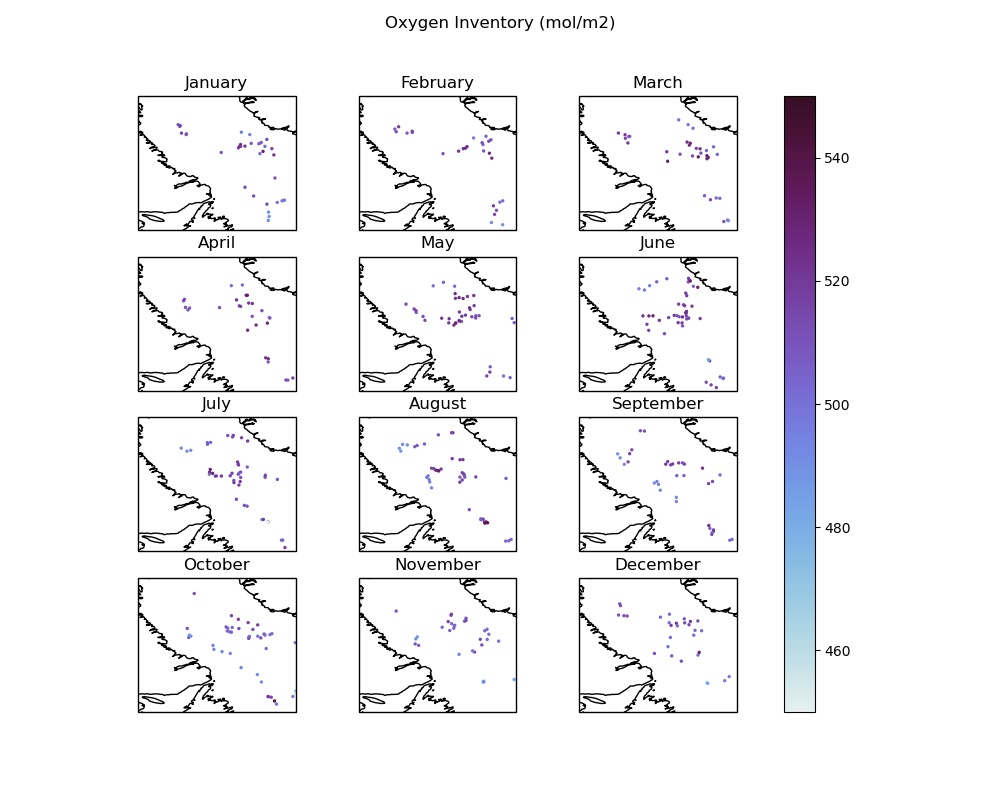 Oxygen Inventory (mol/m2)
January
February
March
April
May
June
July
August
September
October
November
December
540
520
500
480
460